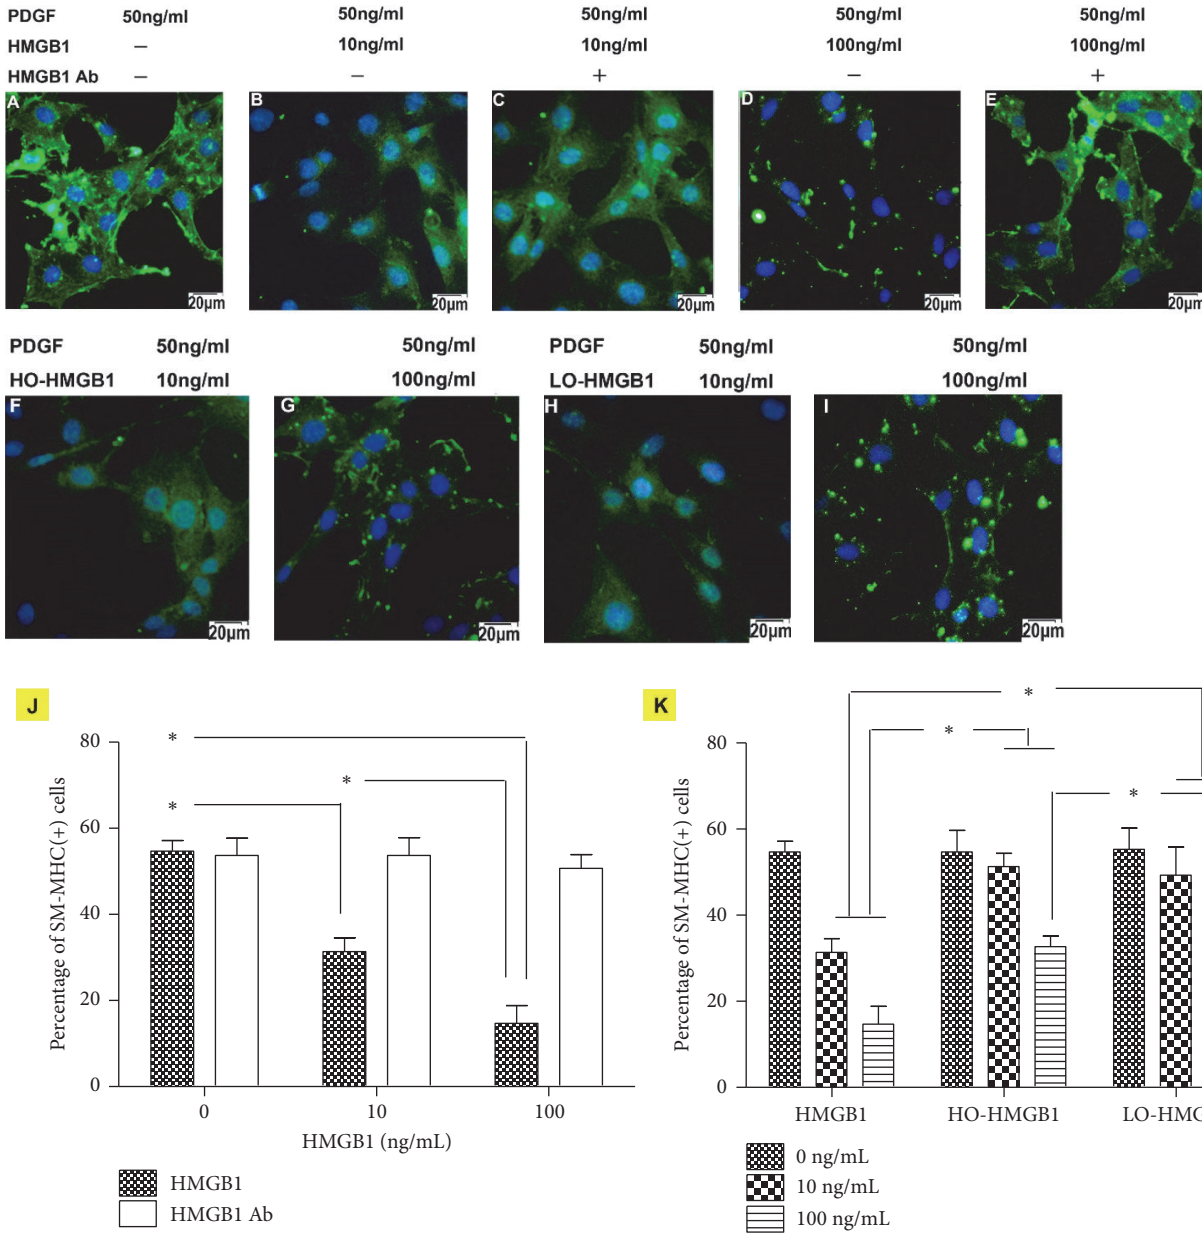 PDGF 50ng/ml 50ng/ml 50ng/ml 50ng/ml 50ng/ml
HMGB1 – 10ng/ml 10ng/ml 100ng/ml 100ng/ml
HMGB1 Ab – – + – +
A B C D E
20µm 20µm 20µm 20µm 20µm
PDGF 50ng/ml 50ng/ml PDGF 50ng/ml 50ng/ml
HO-HMGB1 10ng/ml 100ng/ml LO-HMGB1 10ng/ml 100ng/ml
F G H I
20µm 20µm 20µm 20µm
J
Percentage of SM-MHC(+) cells
80
60
40
20
0
* * *
0 10 100
HMGB1 (ng/mL)
HMGB1
HMGB1 Ab
K
Percentage of SM-MHC(+) cells
80
60
40
20
0
* * *
HMGB1 HO-HMGB1 LO-HMG
0 ng/mL
10 ng/mL
100 ng/mL